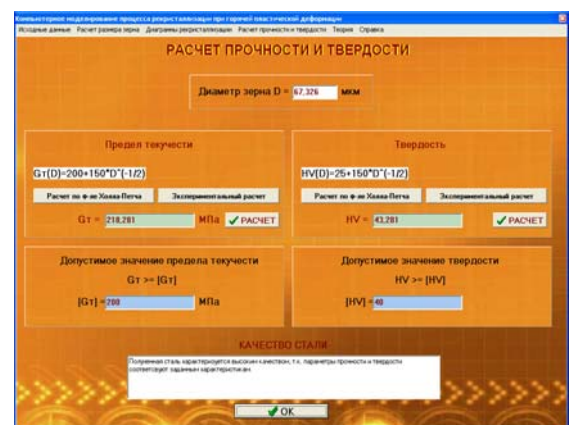 Компьютерное моделирование процесса рекристаллизации при горячей пластической деформации
Исходные данные Расчет размера зерна Диаграммы рекристаллизации Расчет прочности и твердости Теория Справка
РАСЧЕТ ПРОЧНОСТИ И ТВЕРДОСТИ
Диаметр зерна D = 67,326 мкм
Предел текучести
Gт(D)=200+150*D^(-1/2)
Расчет по ф-ле Холла-Петча Экспериментальный расчет
Gт = 218,281 МПа РАСЧЕТ
Твердость
HV(D)=25+150*D^(-1/2)
Расчет по ф-ле Холла-Петча Экспериментальный расчет
HV = 43,281 РАСЧЕТ
Допустимое значение предела текучести
Gт >= [Gт]
[Gт] = 200 МПа
Допустимое значение твердости
HV >= [HV]
[HV] = 40
КАЧЕСТВО СТАЛИ
Полученная сталь характеризуется высоким качеством, т.к. параметры прочности и твердости
соответсвуют заданным характеристикам.
OK